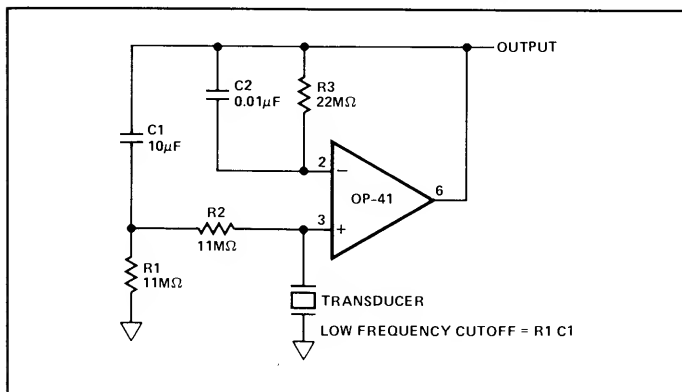 OUTPUT
C2
0.01μF
R3
22MΩ
C1
10μF
2
−
OP-41
6
R2
11MΩ
3
+
R1
11MΩ
TRANSDUCER
LOW FREQUENCY CUTOFF = R1 C1